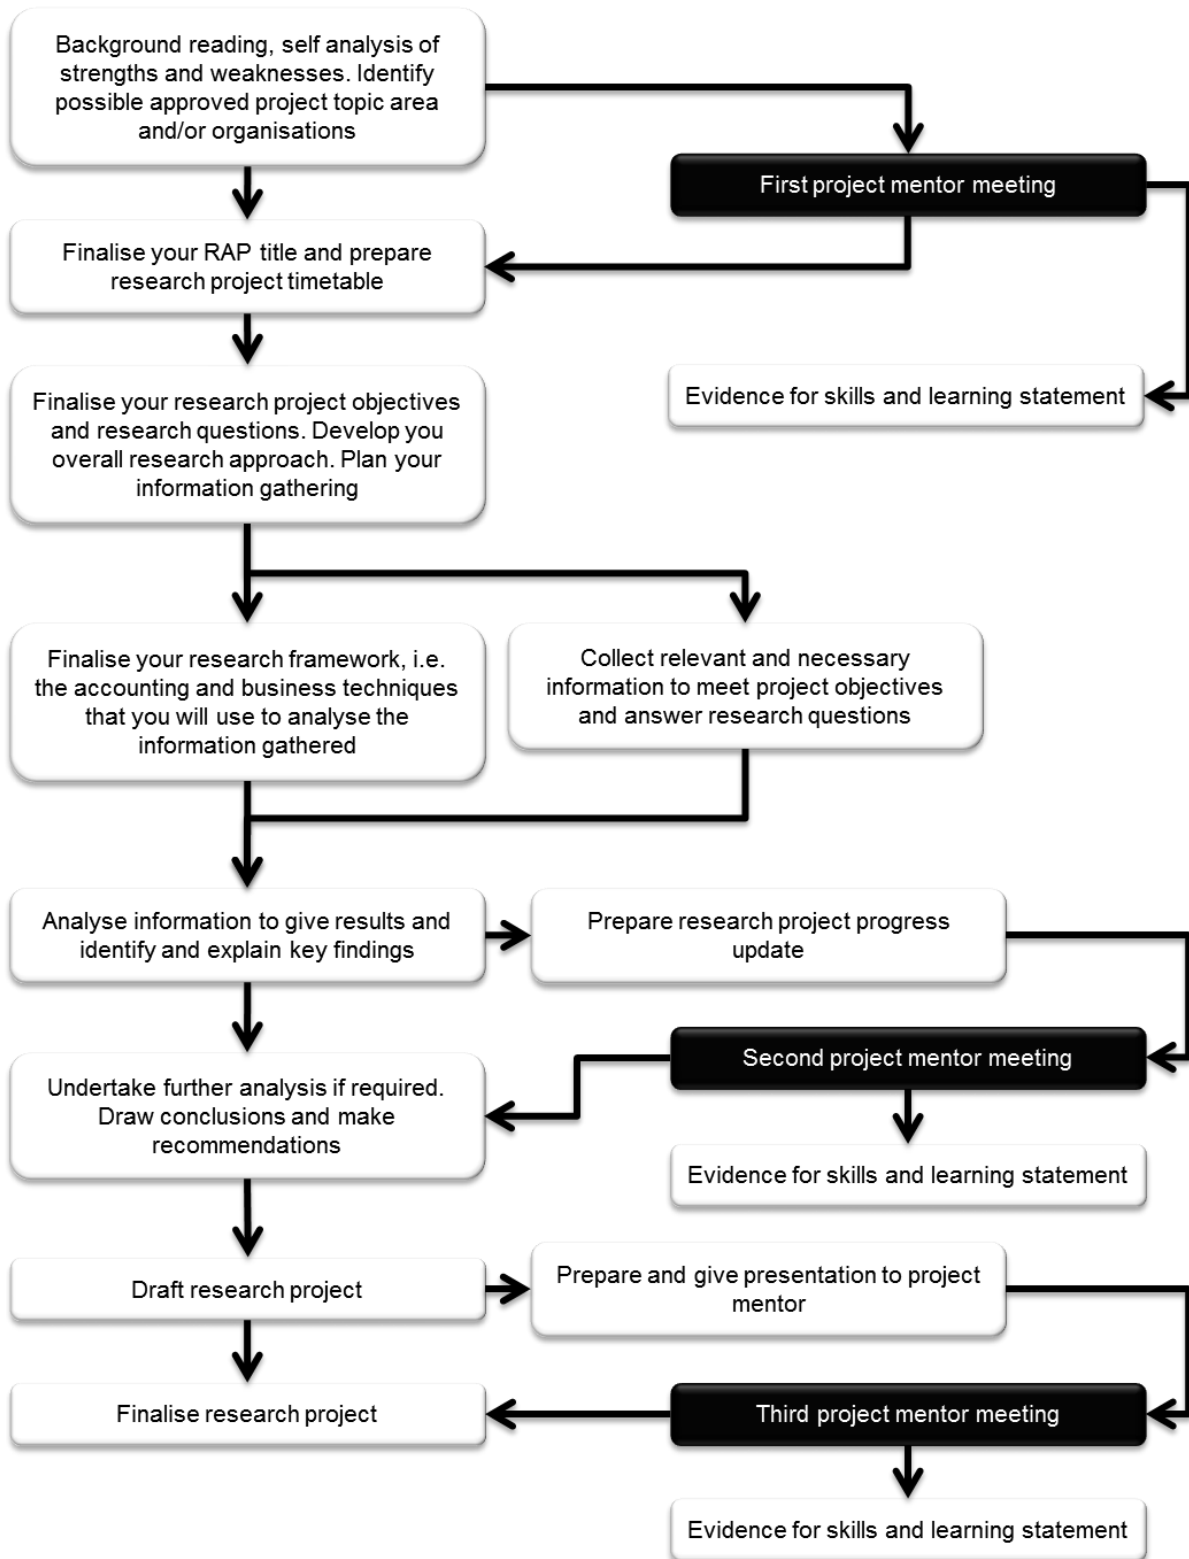 Background reading, self analysis of
strengths and weaknesses. Identify
possible approved project topic area
and/or organisations
First project mentor meeting
Finalise your RAP title and prepare
research project timetable
Evidence for skills and learning statement
Finalise your research project objectives
and research questions. Develop you
overall research approach. Plan your
information gathering
Finalise your research framework, i.e.
the accounting and business techniques
that you will use to analyse the
information gathered
Collect relevant and necessary
information to meet project objectives
and answer research questions
Analyse information to give results and
identify and explain key findings
Prepare research project progress
update
Second project mentor meeting
Undertake further analysis if required.
Draw conclusions and make
recommendations
Evidence for skills and learning statement
Draft research project
Prepare and give presentation to project
mentor
Finalise research project
Third project mentor meeting
Evidence for skills and learning statement